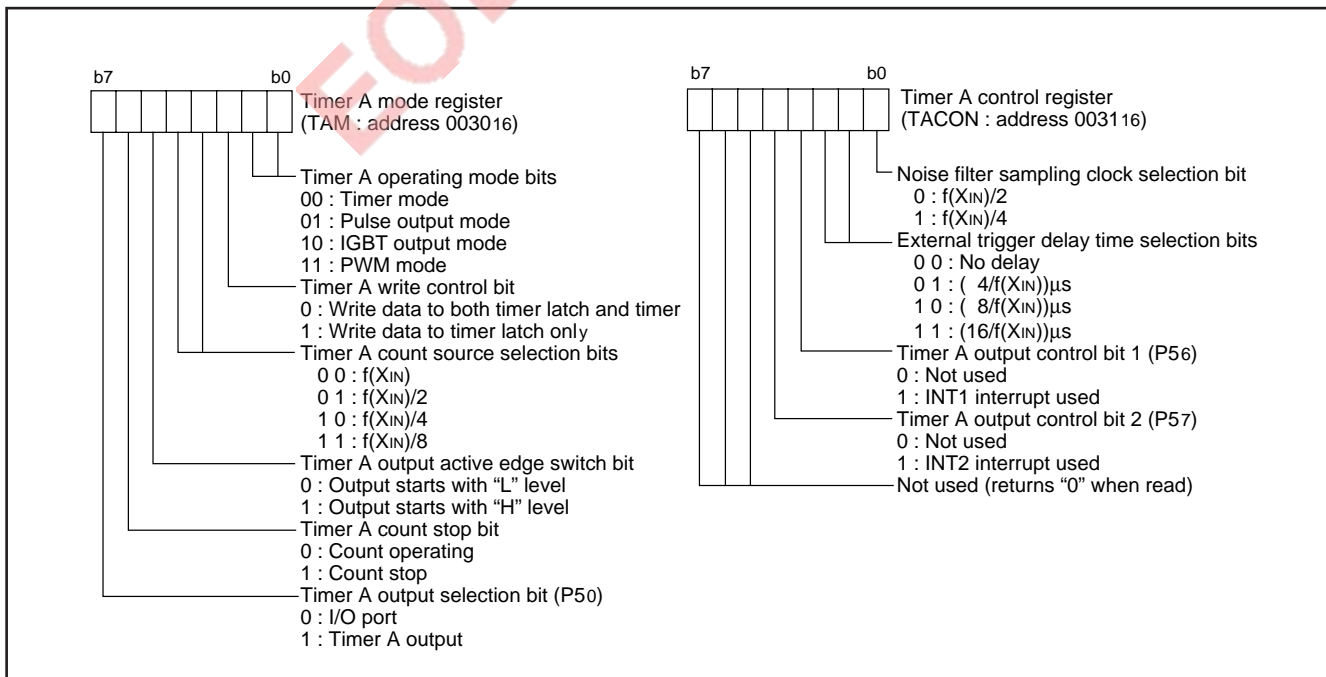 EOL
b7 b0
Timer A mode register
(TAM : address 003016)
Timer A operating mode bits
00 : Timer mode
01 : Pulse output mode
10 : IGBT output mode
11 : PWM mode
Timer A write control bit
0 : Write data to both timer latch and timer
1 : Write data to timer latch only
Timer A count source selection bits
0 0 : f(XIN)
0 1 : f(XIN)/2
1 0 : f(XIN)/4
1 1 : f(XIN)/8
Timer A output active edge switch bit
0 : Output starts with “L” level
1 : Output starts with “H” level
Timer A count stop bit
0 : Count operating
1 : Count stop
Timer A output selection bit (P50)
0 : I/O port
1 : Timer A output
b7 b0
Timer A control register
(TACON : address 003116)
Noise filter sampling clock selection bit
0 : f(XIN)/2
1 : f(XIN)/4
External trigger delay time selection bits
0 0 : No delay
0 1 : ( 4/f(XIN))μs
1 0 : ( 8/f(XIN))μs
1 1 : (16/f(XIN))μs
Timer A output control bit 1 (P56)
0 : Not used
1 : INT1 interrupt used
Timer A output control bit 2 (P57)
0 : Not used
1 : INT2 interrupt used
Not used (returns “0” when read)